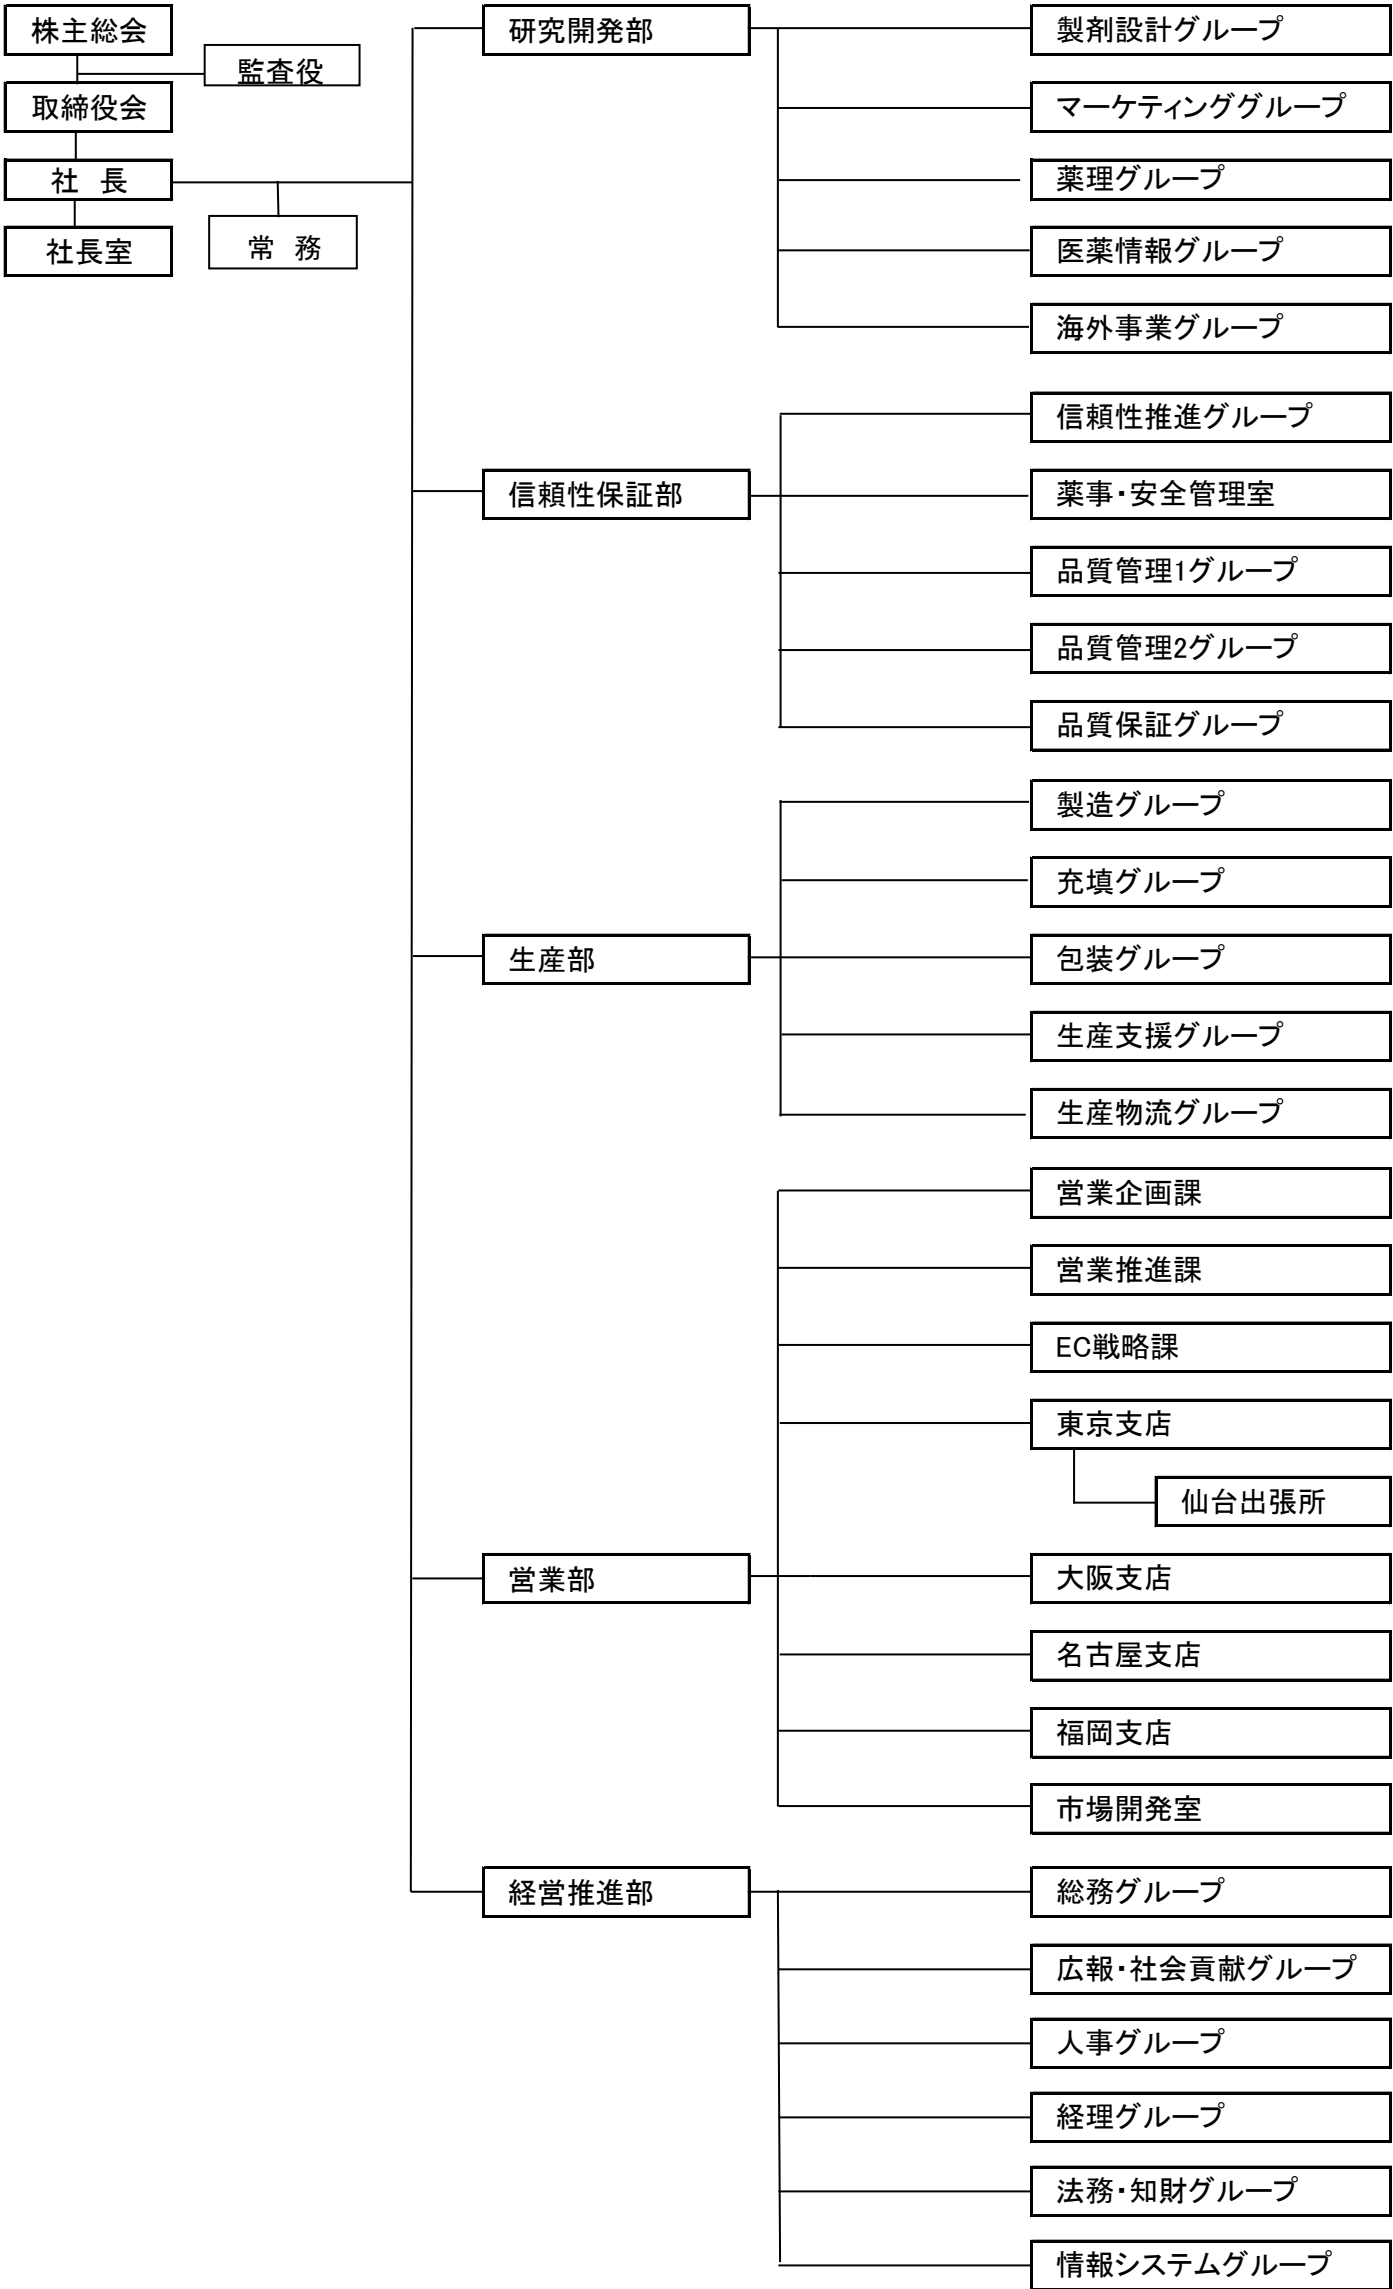 株主総会
監査役
取締役会
社 長
常 務
社長室
研究開発部
製剤設計グループ
マーケティンググループ
薬理グループ
医薬情報グループ
海外事業グループ
信頼性保証部
信頼性推進グループ
薬事・安全管理室
品質管理1グループ
品質管理2グループ
品質保証グループ
生産部
製造グループ
充填グループ
包装グループ
生産支援グループ
生産物流グループ
営業部
営業企画課
営業推進課
EC戦略課
東京支店
仙台出張所
大阪支店
名古屋支店
福岡支店
市場開発室
経営推進部
総務グループ
広報・社会貢献グループ
人事グループ
経理グループ
法務・知財グループ
情報システムグループ